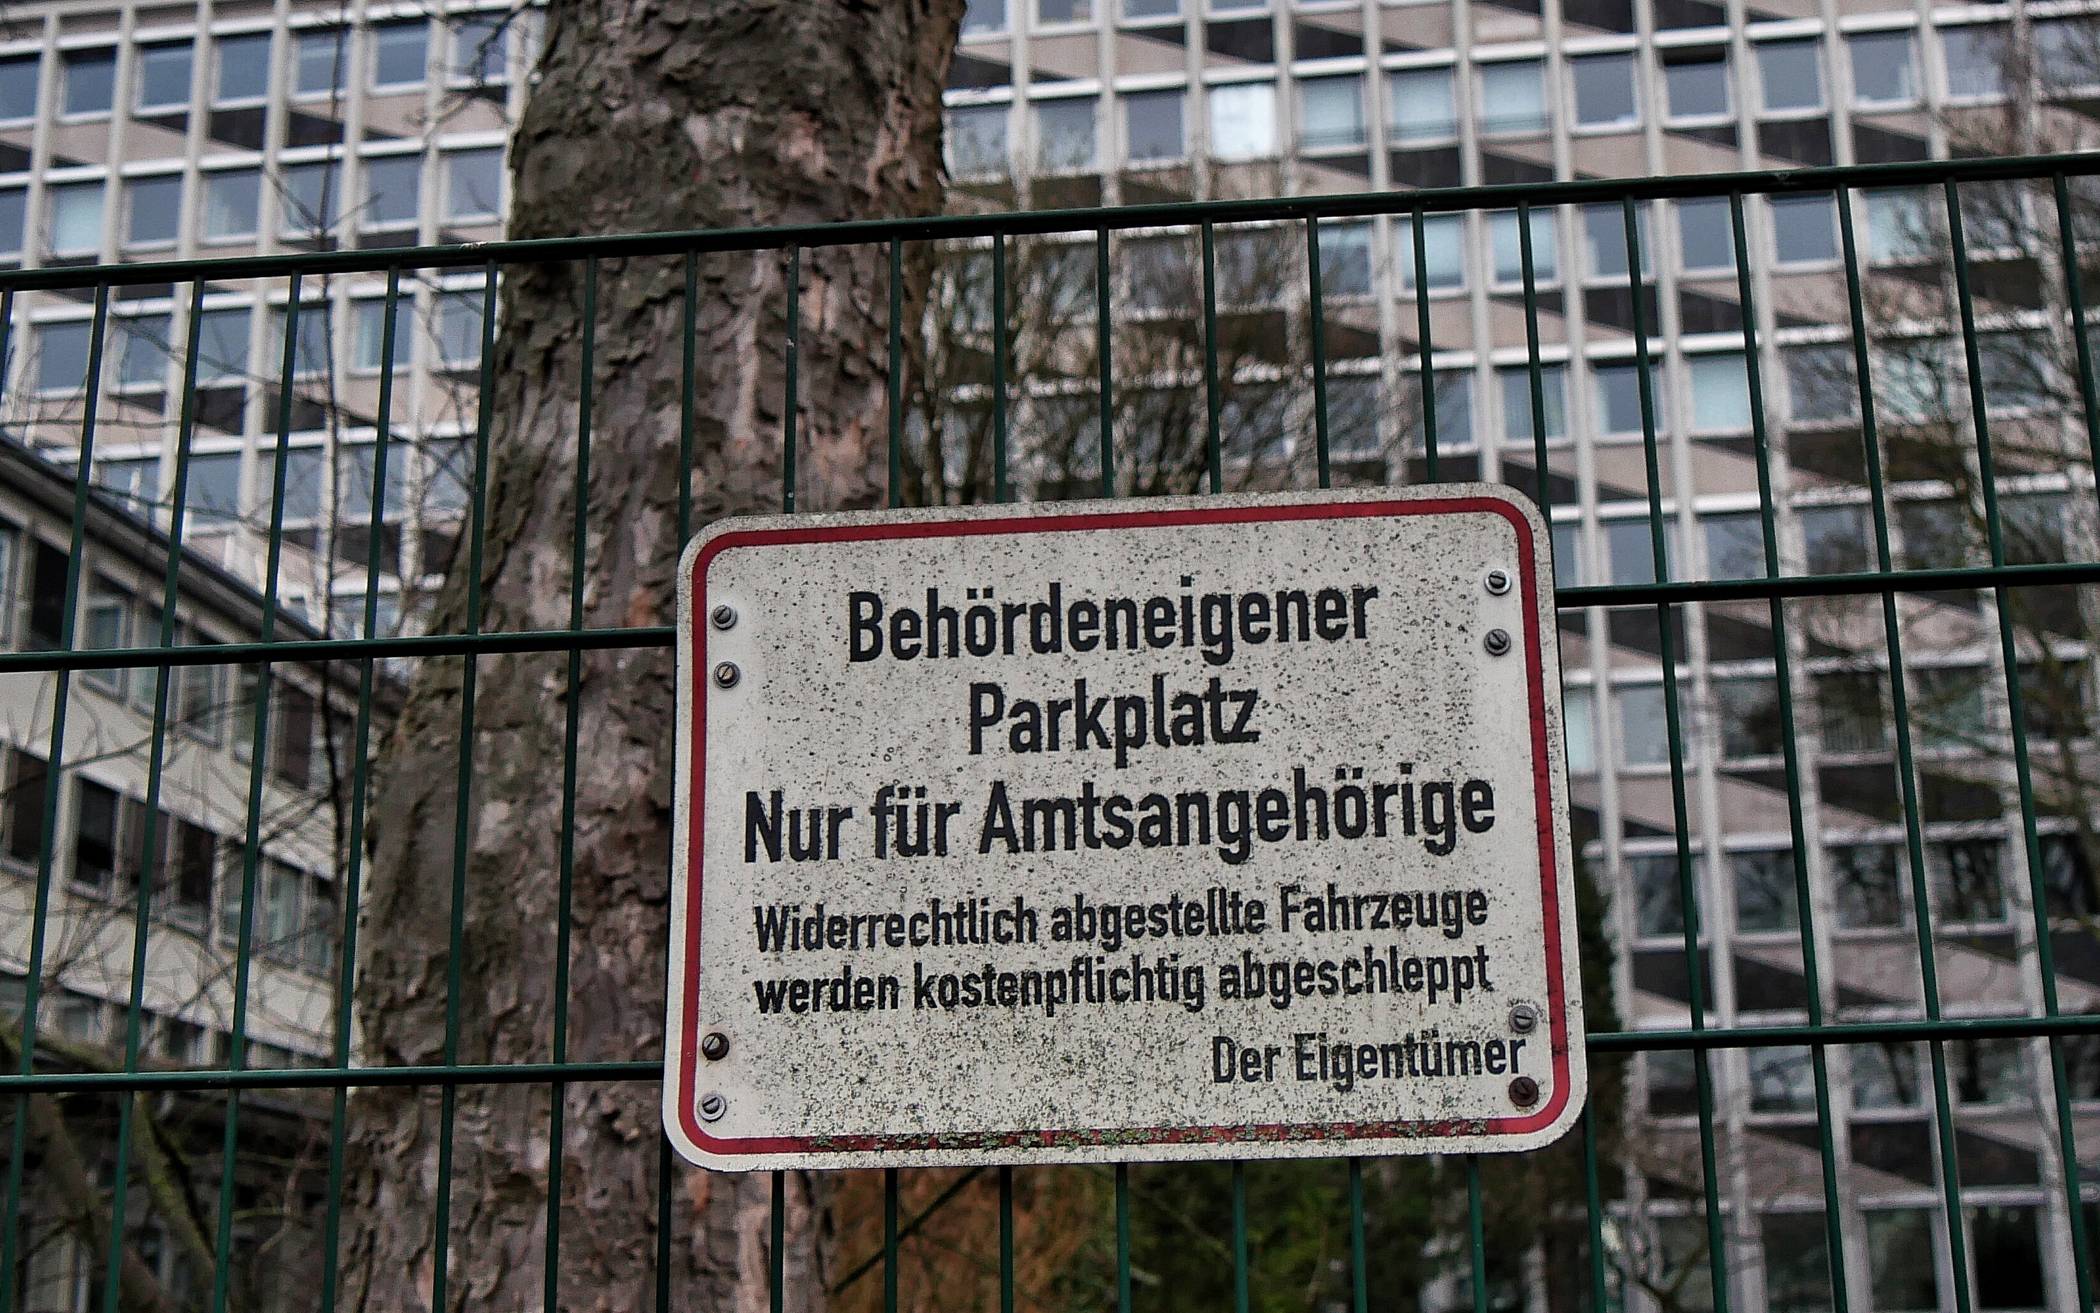 Behördeneigener
Parkplatz
Nur für Amtsangehörige
Widerrechtlich abgestellte Fahrzeuge
werden kostenpflichtig abgeschleppt
Der Eigentümer